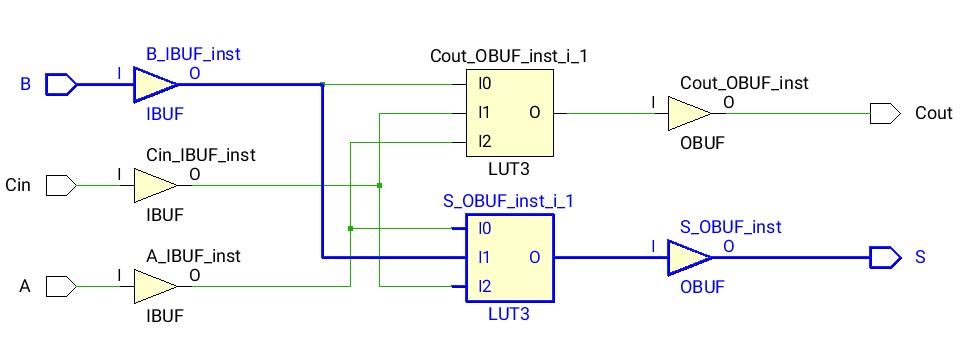 B_IBUF_inst
B
I
O
IBUF
Cin_IBUF_inst
Cin
I
O
IBUF
A_IBUF_inst
A
I
O
IBUF
Cout_OBUF_inst_i_1
I0
I1
O
I2
LUT3
S_OBUF_inst_i_1
I0
I1
O
I2
LUT3
Cout_OBUF_inst
I
O
Cout
OBUF
S_OBUF_inst
I
O
S
OBUF